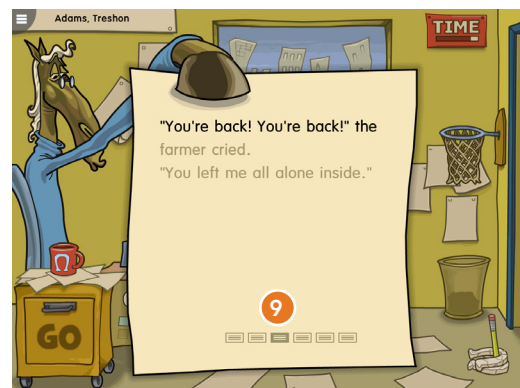 Adams, Treshon
TIME
"You're back! You're back!" the
farmer cried.
"You left me all alone inside."
9
GO